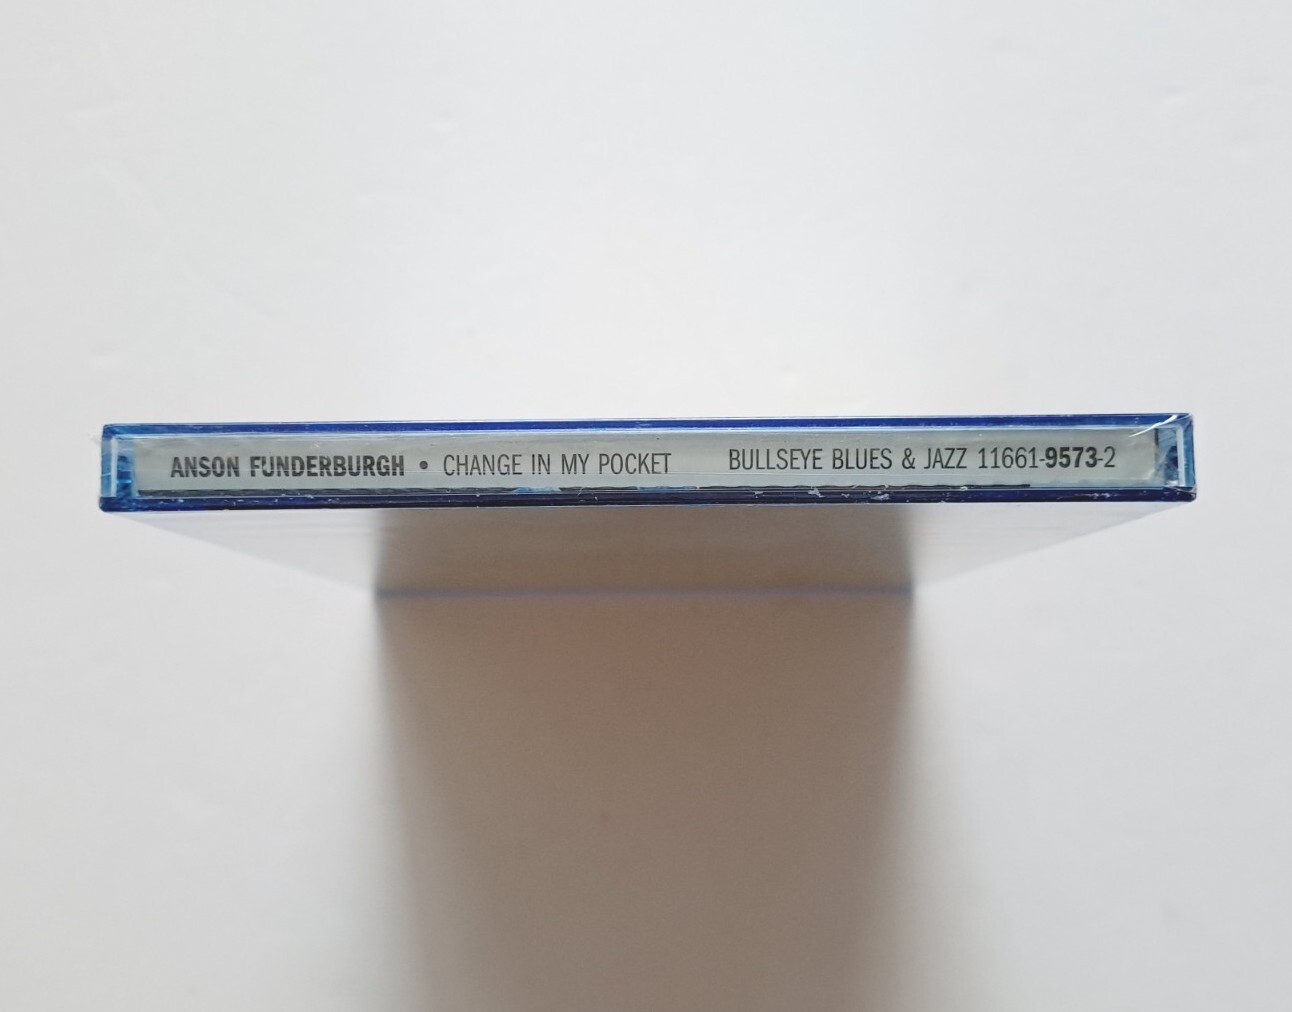 ANSON FUNDERBURGH • CHANGE IN MY POCKET BULLSEYE BLUES & JAZZ 11661-9573-2